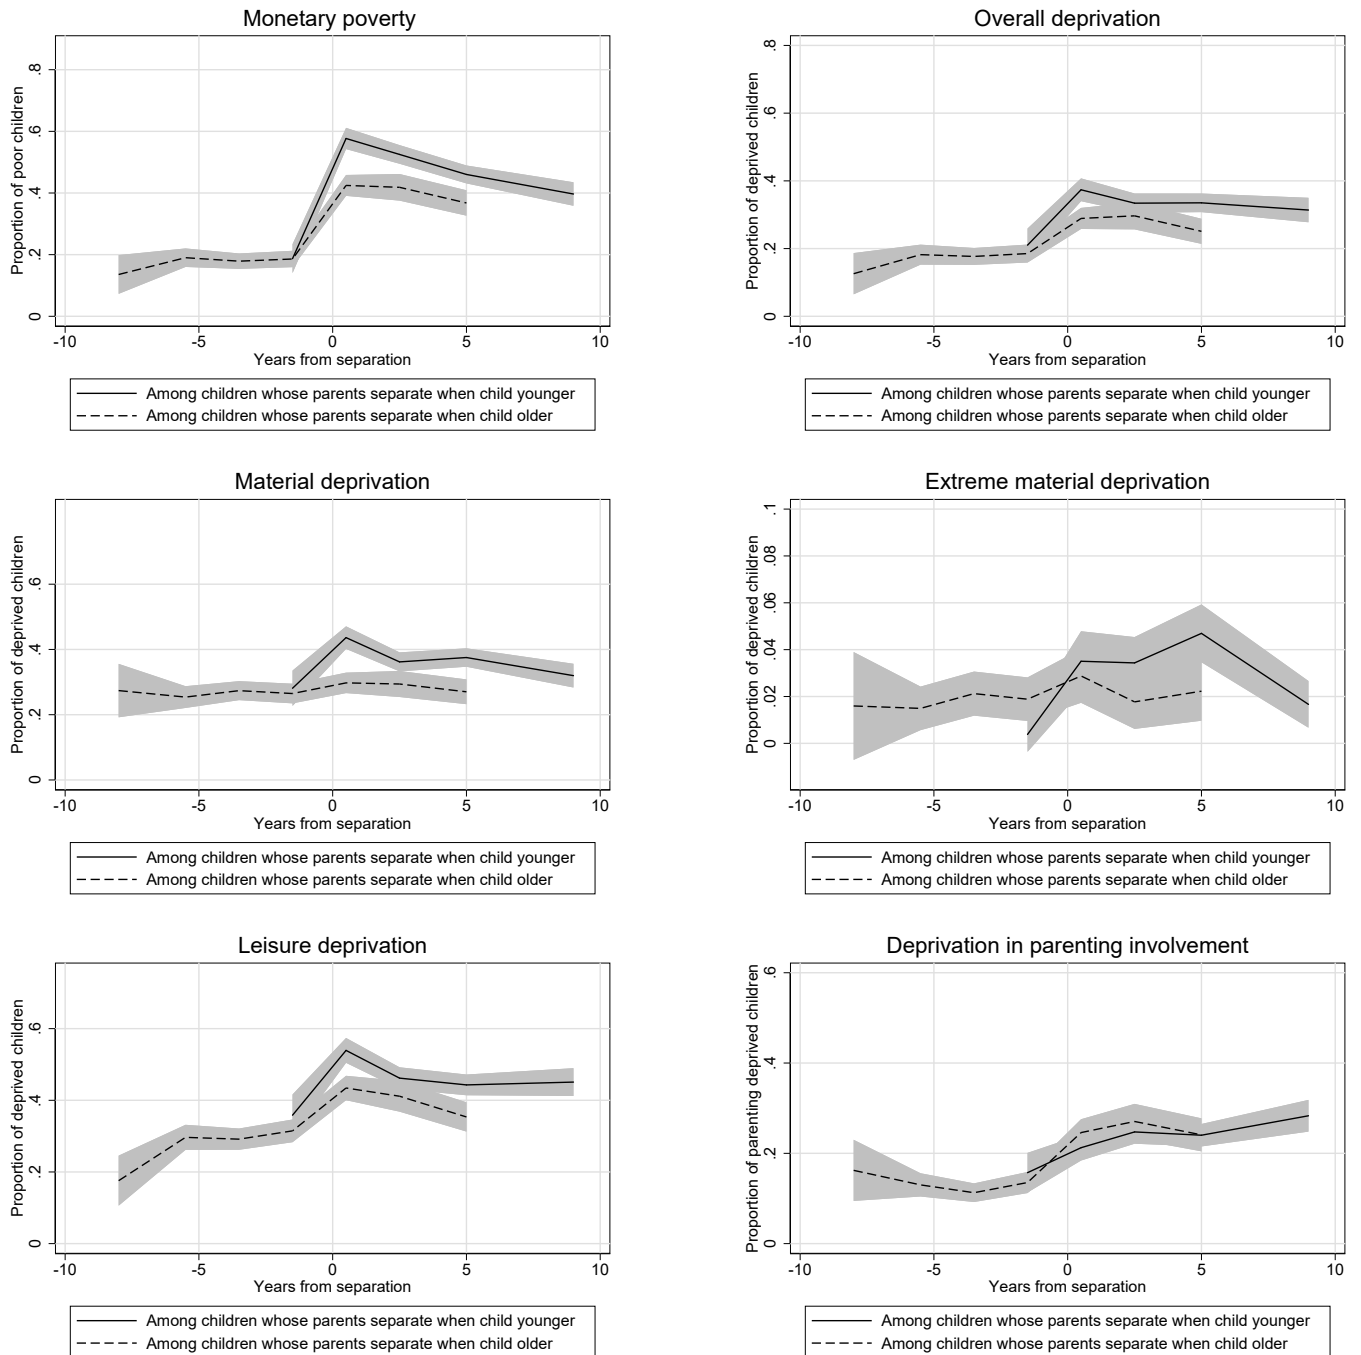 Monetary poverty
Proportion of poor children
.8
.6
.4
.2
0
-10 -5 0 5 10
Years from separation
Among children whose parents separate when child younger
Among children whose parents separate when child older
Overall deprivation
Proportion of deprived children
.8
.6
.4
.2
0
-10 -5 0 5 10
Years from separation
Among children whose parents separate when child younger
Among children whose parents separate when child older
Material deprivation
Proportion of deprived children
.6
.4
.2
0
-10 -5 0 5 10
Years from separation
Among children whose parents separate when child younger
Among children whose parents separate when child older
Extreme material deprivation
Proportion of deprived children
.1
.08
.06
.04
.02
0
-10 -5 0 5 10
Years from separation
Among children whose parents separate when child younger
Among children whose parents separate when child older
Leisure deprivation
Proportion of deprived children
.6
.4
.2
0
-10 -5 0 5 10
Years from separation
Among children whose parents separate when child younger
Among children whose parents separate when child older
Deprivation in parenting involvement
Proportion of parenting deprived children
.6
.4
.2
0
-10 -5 0 5 10
Years from separation
Among children whose parents separate when child younger
Among children whose parents separate when child older